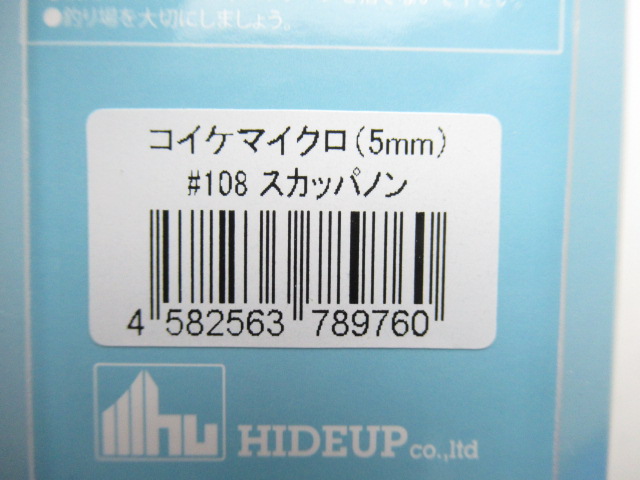 ●釣り場を大切にしましょう。
コイケマイクロ(5mm)
#108 スカッパノン
4 582563 789760
hu HIDEUP co.,ltd